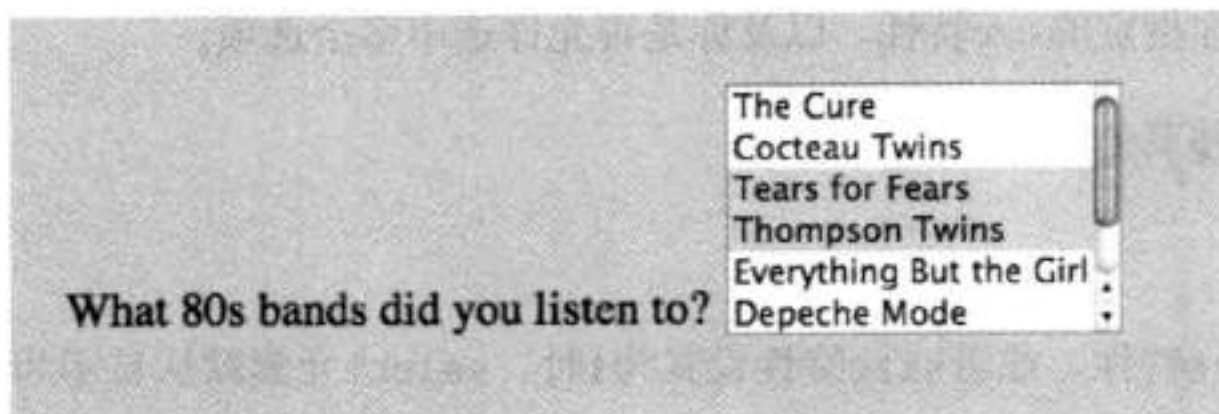 The Cure
Cocteau Twins
Tears for Fears
Thompson Twins
Everything But the Girl
What 80s bands did you listen to? Depeche Mode